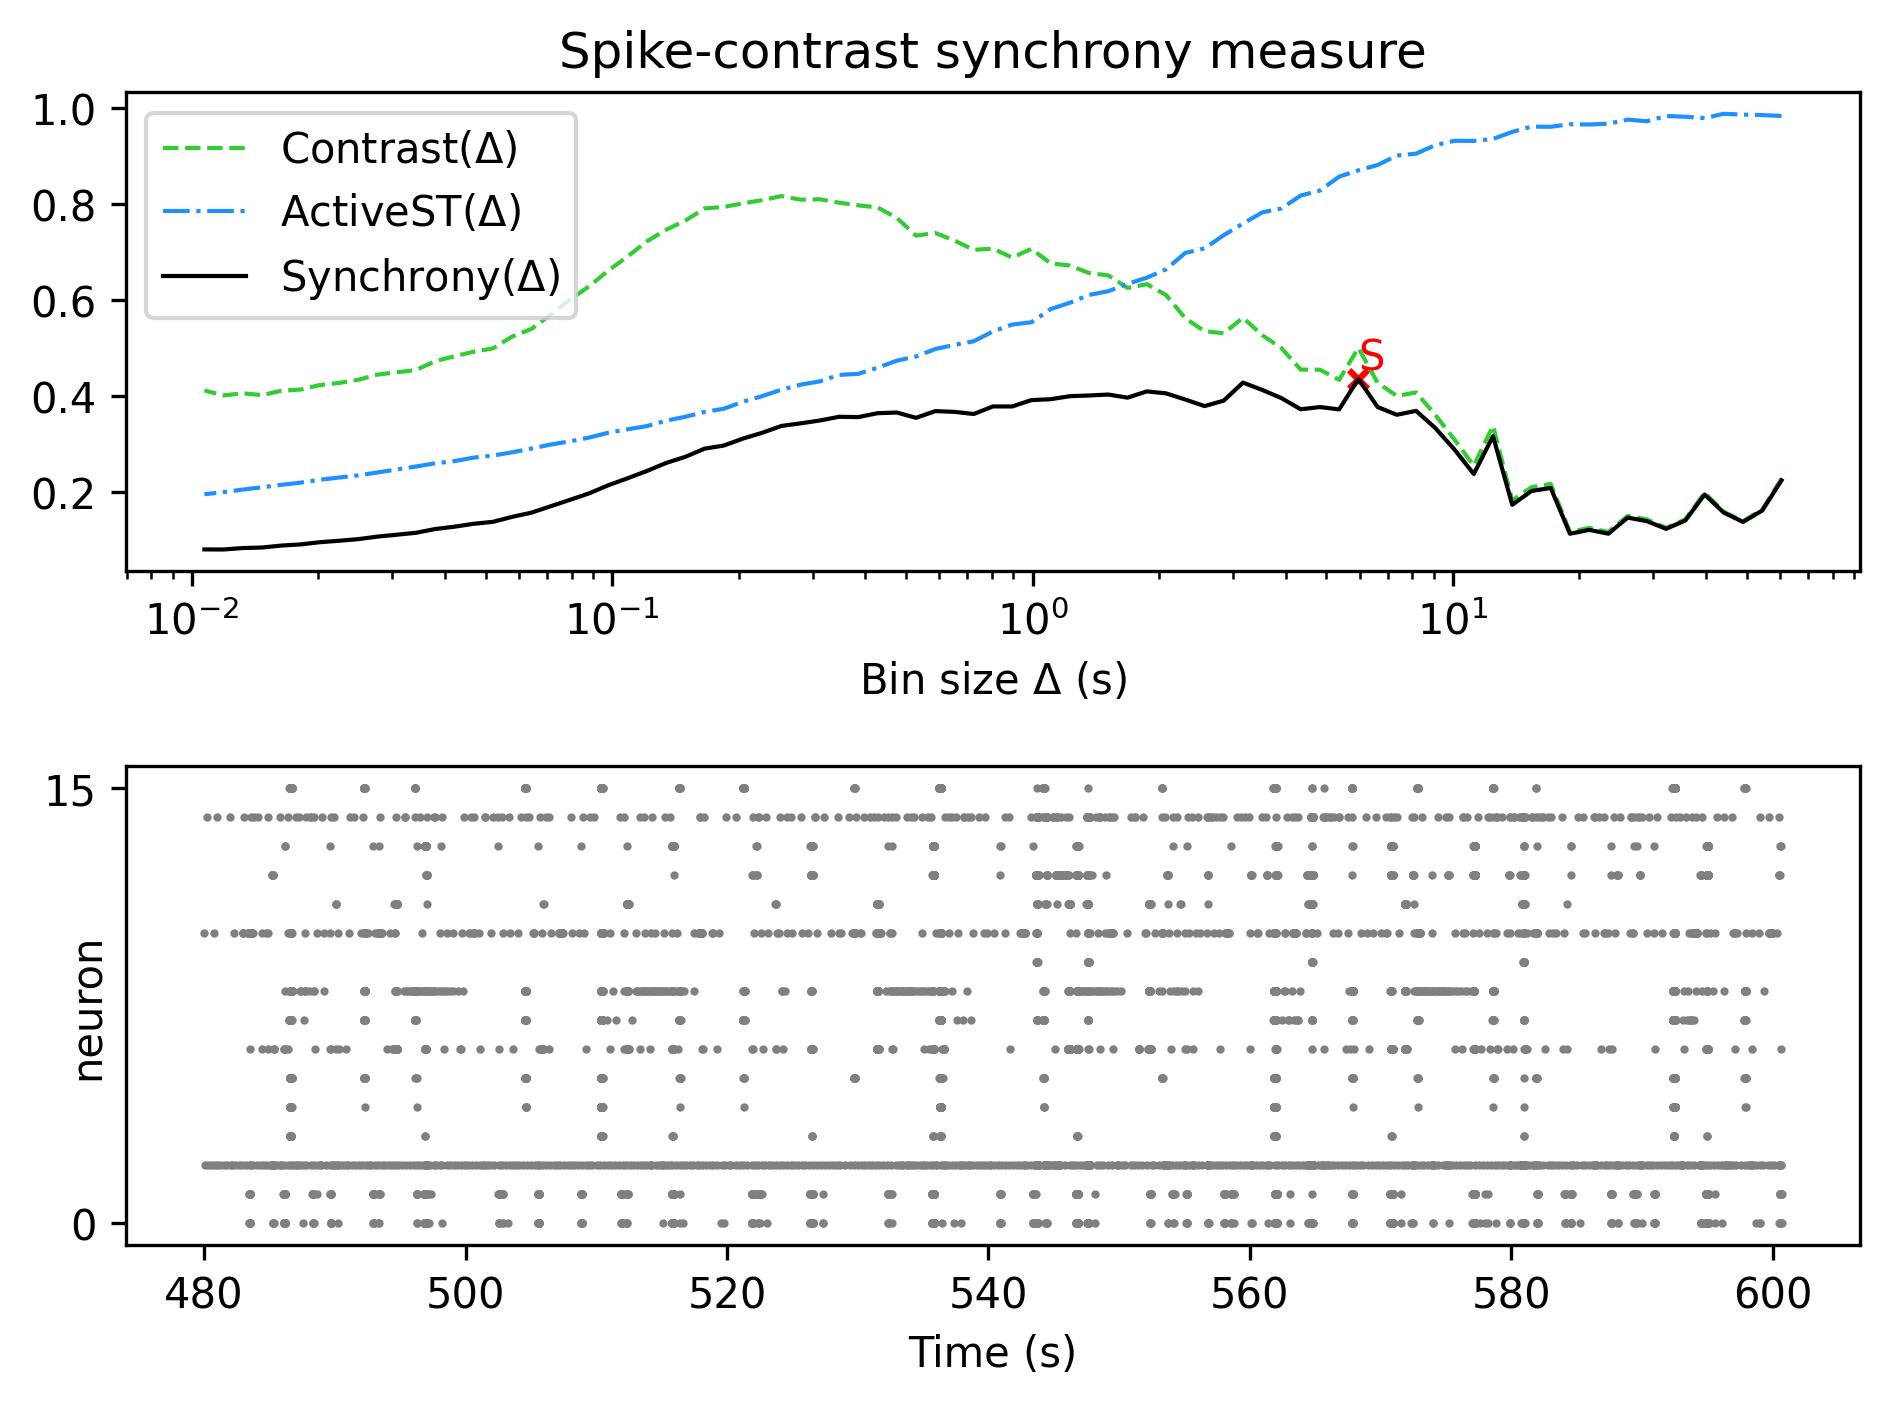 Spike-contrast synchrony measure
1.0
0.8
0.6
0.4
0.2
Contrast(Δ)
ActiveST(Δ)
Synchrony(Δ)
S
10⁻² 10⁻¹ 10⁰ 10¹
Bin size Δ (s)
15
0
neuron
480 500 520 540 560 580 600
Time (s)